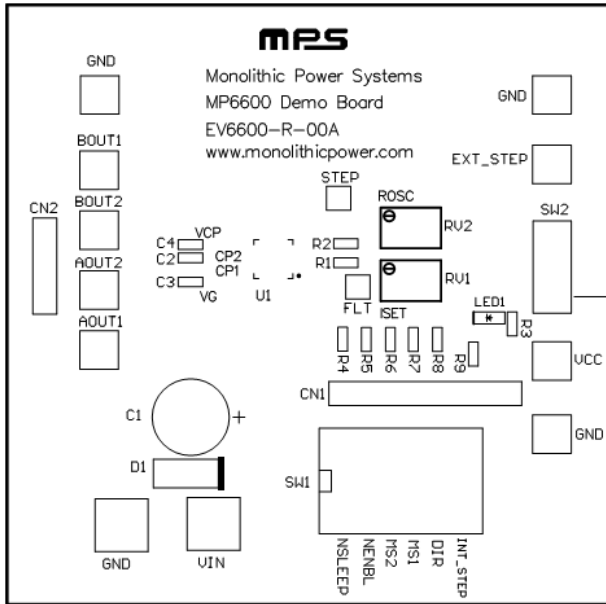 MPS
Monolithic Power Systems
MP6600 Demo Board
EV6600-R-00A
www.monolithicpower.com
GND
GND
BOUT1
EXT_STEP
STEP
CN2
BOUT2
ROSC
SW2
VCP
C4
R2
RV2
C2
CP2
AOUT2
CP1
R1
C3
VG
U1
RV1
FLT
ISET
LED1
AOUT1
R3
R4
R5
R6
R7
R8
R9
VCC
CN1
C1
+
GND
D1
SW1
GND
VIN
NSLEEP
NENBL
MS2
MS1
DIR
INT_STEP